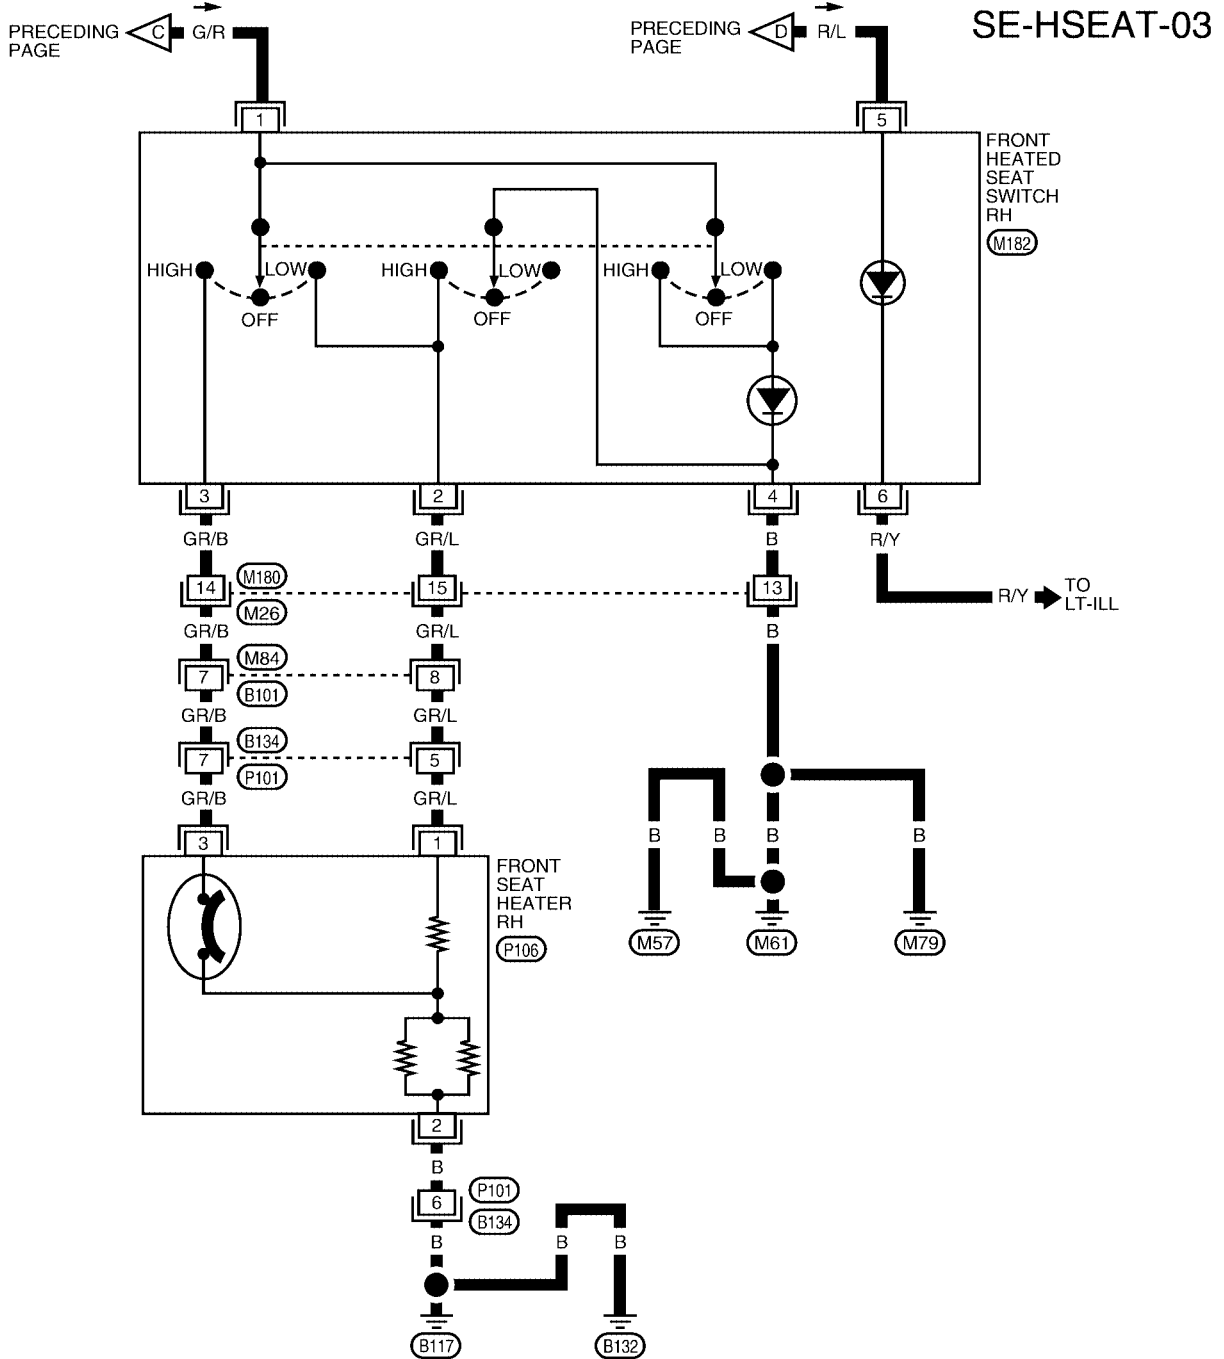 SE-HSEAT-03
PRECEDING
PAGE
C
G/R
PRECEDING
PAGE
D
R/L
1
5
FRONT
HEATED
SEAT
SWITCH
RH
M182
HIGH
LOW
OFF
HIGH
LOW
OFF
HIGH
LOW
OFF
3
2
4
6
GR/B
GR/L
B
R/Y
14
M180
M26
15
13
R/Y
TO
LT-ILL
GR/B
GR/L
B
7
M84
B101
8
GR/B
GR/L
7
B134
P101
5
GR/B
GR/L
3
1
FRONT
SEAT
HEATER
RH
P106
B
B
B
B
M57
M61
M79
2
B
6
P101
B134
B
B
B
B117
B132